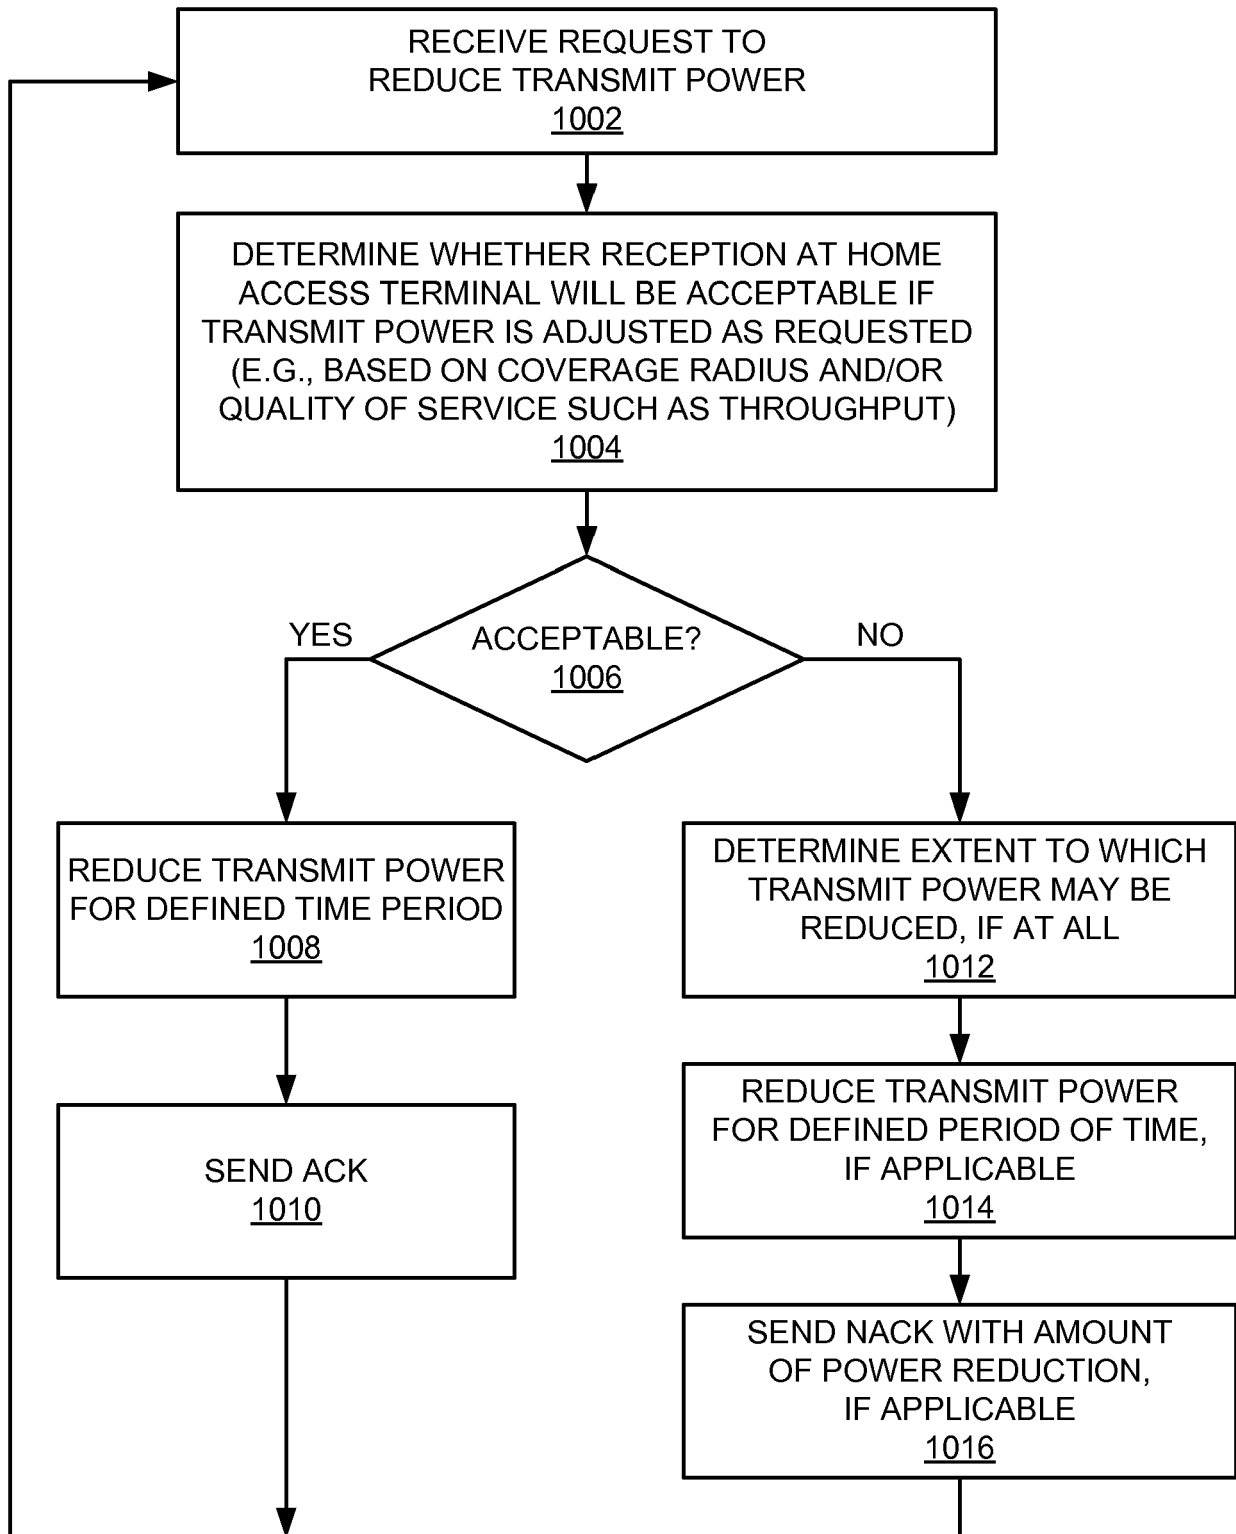 RECEIVE REQUEST TO
REDUCE TRANSMIT POWER
1002
DETERMINE WHETHER RECEPTION AT HOME
ACCESS TERMINAL WILL BE ACCEPTABLE IF
TRANSMIT POWER IS ADJUSTED AS REQUESTED
(E.G., BASED ON COVERAGE RADIUS AND/OR
QUALITY OF SERVICE SUCH AS THROUGHPUT)
1004
YES
ACCEPTABLE?
1006
NO
REDUCE TRANSMIT POWER
FOR DEFINED TIME PERIOD
1008
SEND ACK
1010
DETERMINE EXTENT TO WHICH
TRANSMIT POWER MAY BE
REDUCED, IF AT ALL
1012
REDUCE TRANSMIT POWER
FOR DEFINED PERIOD OF TIME,
IF APPLICABLE
1014
SEND NACK WITH AMOUNT
OF POWER REDUCTION,
IF APPLICABLE
1016